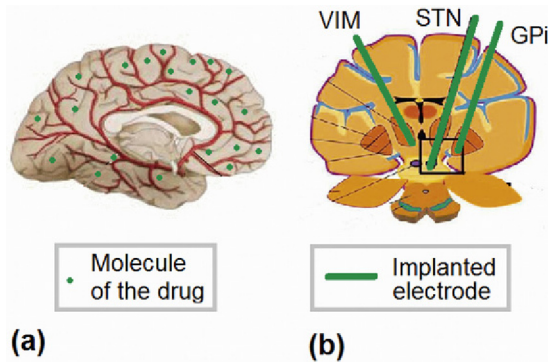 VIM
STN
GPi
Molecule
of the drug
Implanted
electrode
(a)
(b)